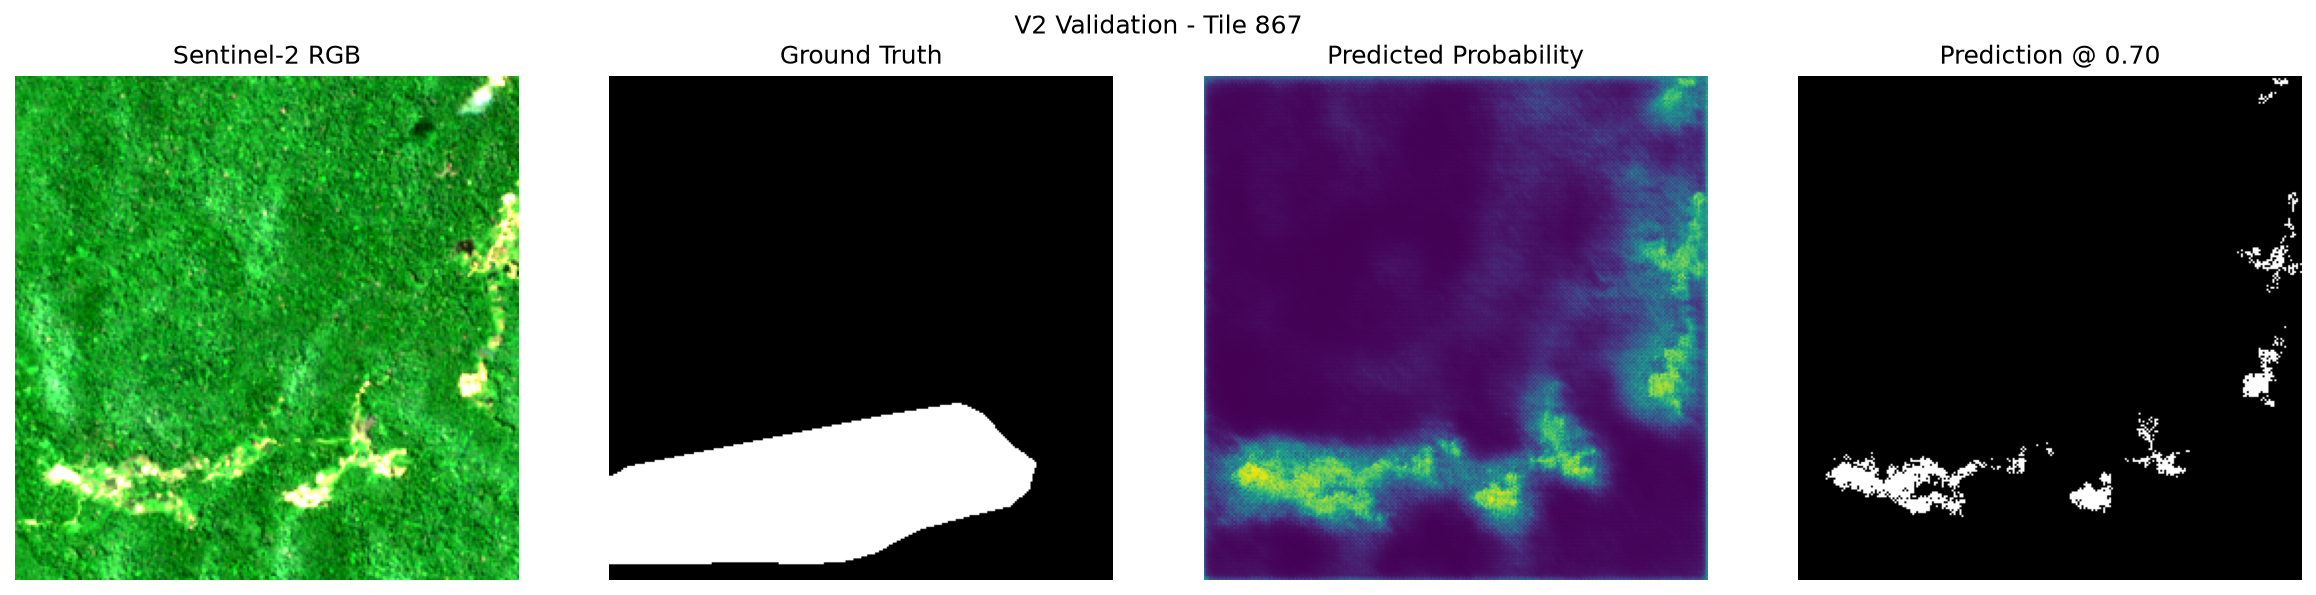 V2 Validation - Tile 867
Sentinel-2 RGB
Ground Truth
Predicted Probability
Prediction @ 0.70